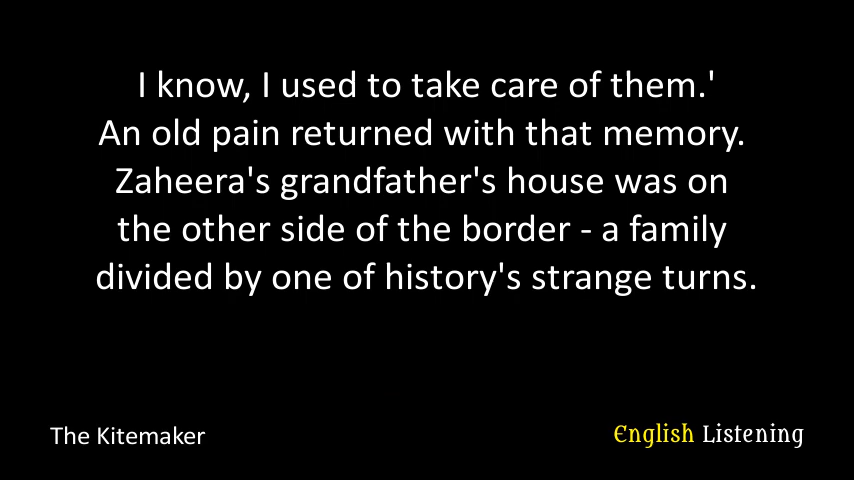 I know, I used to take care of them.'
An old pain returned with that memory.
Zaheera's grandfather's house was on
the other side of the border - a family
divided by one of history's strange turns.
The Kitemaker
English Listening